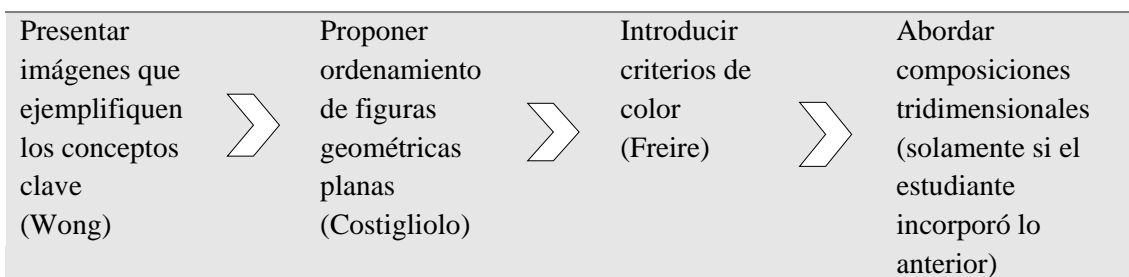 Presentar
imágenes que
ejemplifiquen
los conceptos
clave
(Wong)
Proponer
ordenamiento
de figuras
geométricas
planas
(Costigliolo)
Introducir
criterios de
color
(Freire)
Abordar
composiciones
tridimensionales
(solamente si el
estudiante
incorporó lo
anterior)